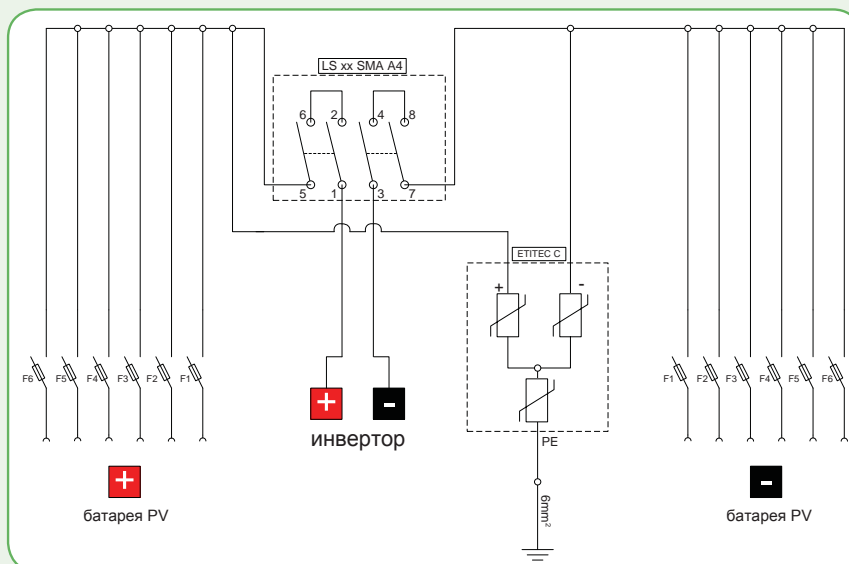 LS xx SMA A4
6 2 4 8
5 1 3 7
ETITEC C
+ -
F6 F5 F4 F3 F2 F1
F1 F2 F3 F4 F5 F6
+ -
инвертор
PE
6mm²
+
батарея PV
-
батарея PV